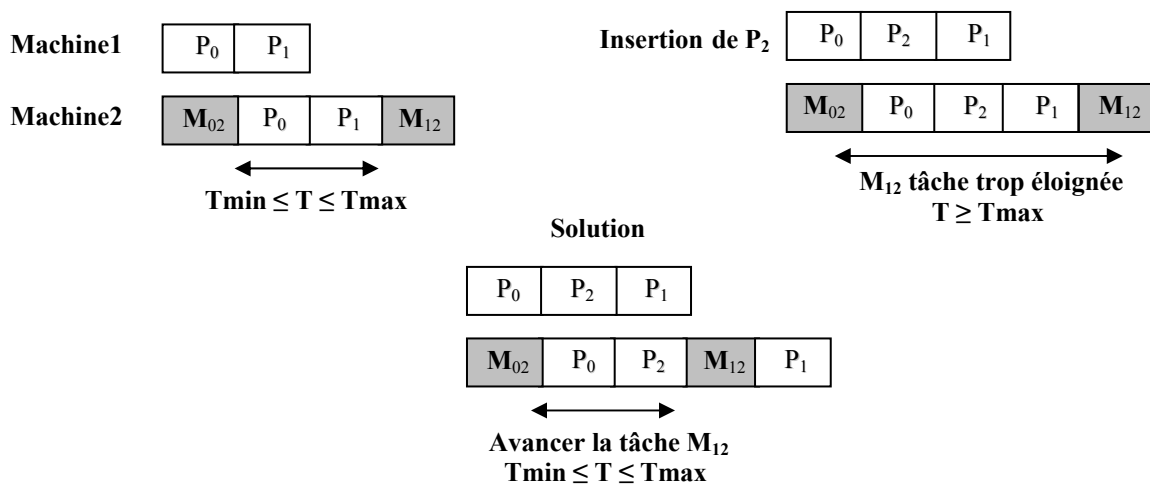 Machine1 P₀ P₁
Machine2 M₀₂ P₀ P₁ M₁₂
Tmin ≤ T ≤ Tmax
Insertion de P₂ P₀ P₂ P₁
M₀₂ P₀ P₂ P₁ M₁₂
M₁₂ tâche trop éloignée
T ≥ Tmax
Solution
P₀ P₂ P₁
M₀₂ P₀ P₂ M₁₂ P₁
Avancer la tâche M₁₂
Tmin ≤ T ≤ Tmax